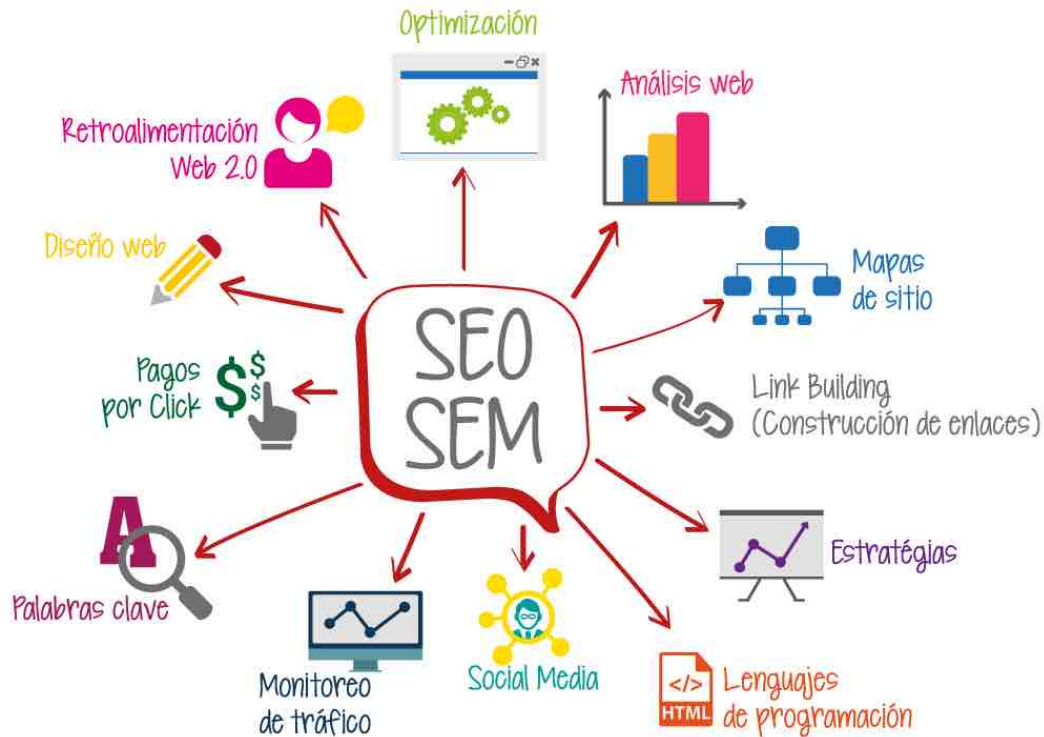 Optimización
Análisis web
Retroalimentación
Web 2.0
Diseño web
Mapas
de sitio
SEO
SEM
Pagos
por Click
$
$
$
Link Building
(Construcción de enlaces)
A
Palabras clave
Estratégias
Monitoreo
de tráfico
Social Media
</>
HTML
Lenguajes
de programación